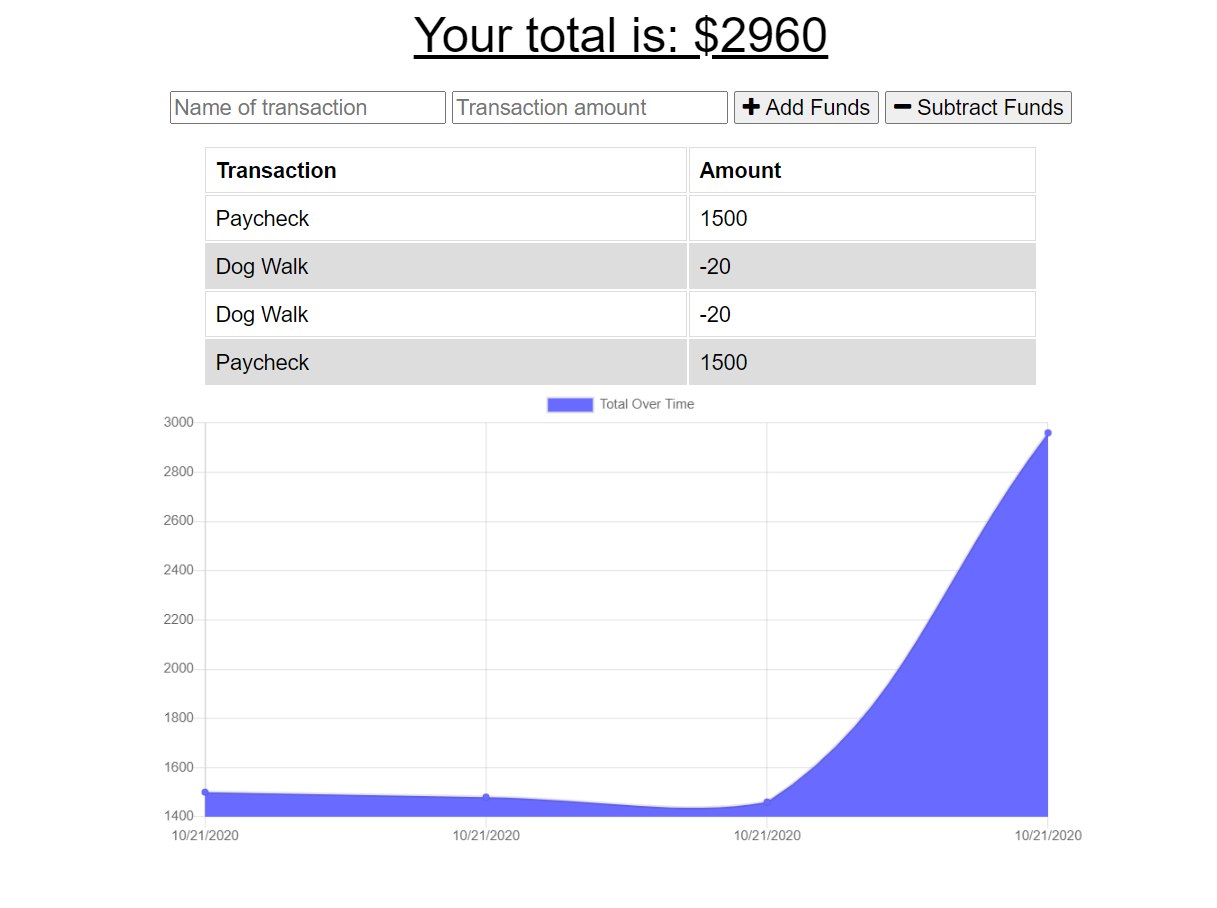 Your total is: $2960
Name of transaction Transaction amount Add Funds Subtract Funds
Transaction Amount
Paycheck 1500
Dog Walk -20
Dog Walk -20
Paycheck 1500
Total Over Time
3000
2800
2600
2400
2200
2000
1800
1600
1400
10/21/2020 10/21/2020 10/21/2020 10/21/2020